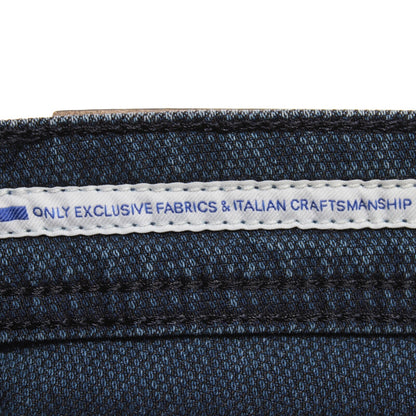 ONLY EXCLUSIVE FABRICS & ITALIAN CRAFTSMANSHIP